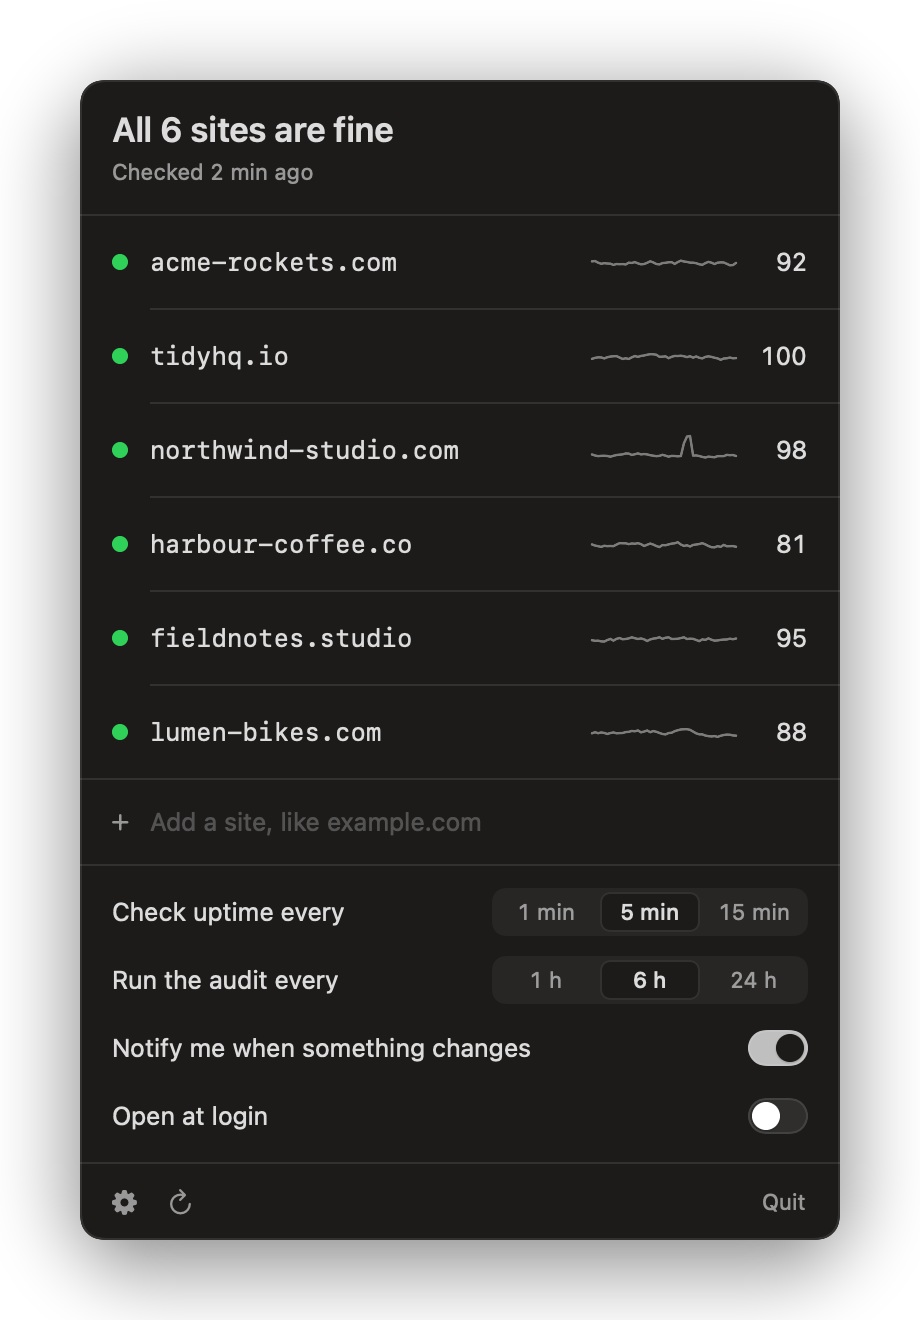 All 6 sites are fine
Checked 2 min ago
acme-rockets.com 92
tidyhq.io 100
northwind-studio.com 98
harbour-coffee.co 81
fieldnotes.studio 95
lumen-bikes.com 88
+ Add a site, like example.com
Check uptime every 1 min 5 min 15 min
Run the audit every 1 h 6 h 24 h
Notify me when something changes
Open at login
Quit